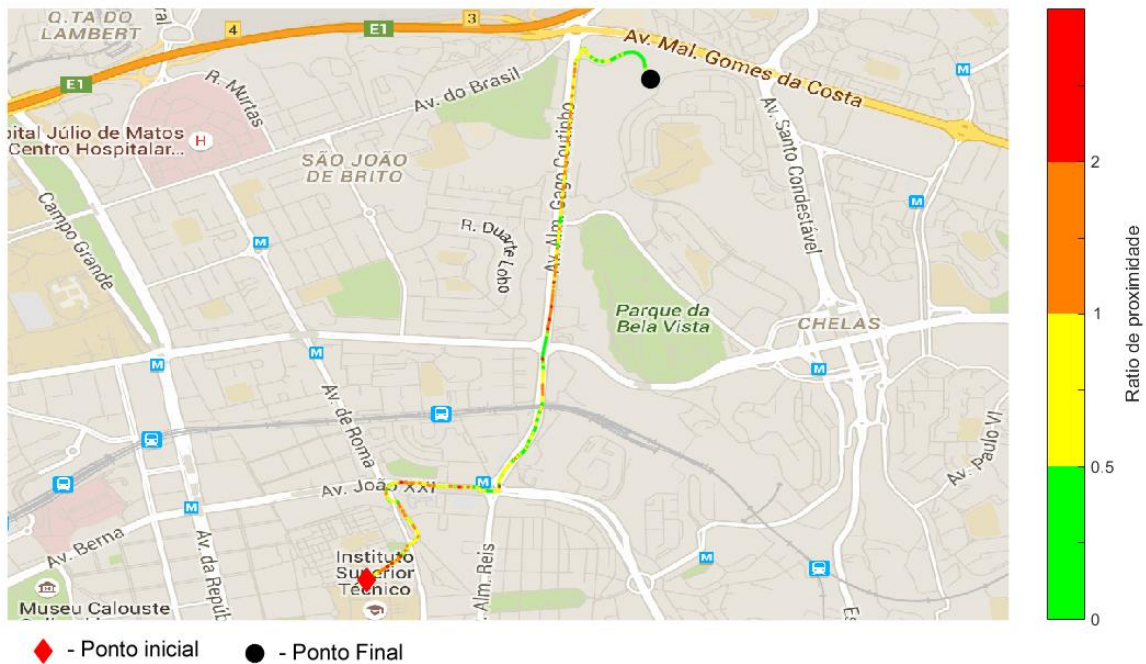 Q.TA DO
LAMBERT
ral
4
E1
3
E1
R. Murtas
Av. do Brasil
Av. Mal. Gomes da Costa
M
pital Júlio de Matos
Centro Hospitalar...
H
SÃO JOÃO
DE BRITO
Av. Alm. Gago Coutinho
Av. Santo Condestável
Campo Grande
M
R. Duarte
Lobo
M
Parque da
Bela Vista
CHELAS
M
M
M
Av. de Roma
Av. Paulo VI
Av. João XXI
M
M
Av. Berna
Av. da Repúb
Instituto
Superior
Técnico
Alm. Reis
M
Es
Museu Calouste
2
1
0.5
0
Ratio de proximidade
- Ponto inicial
- Ponto Final